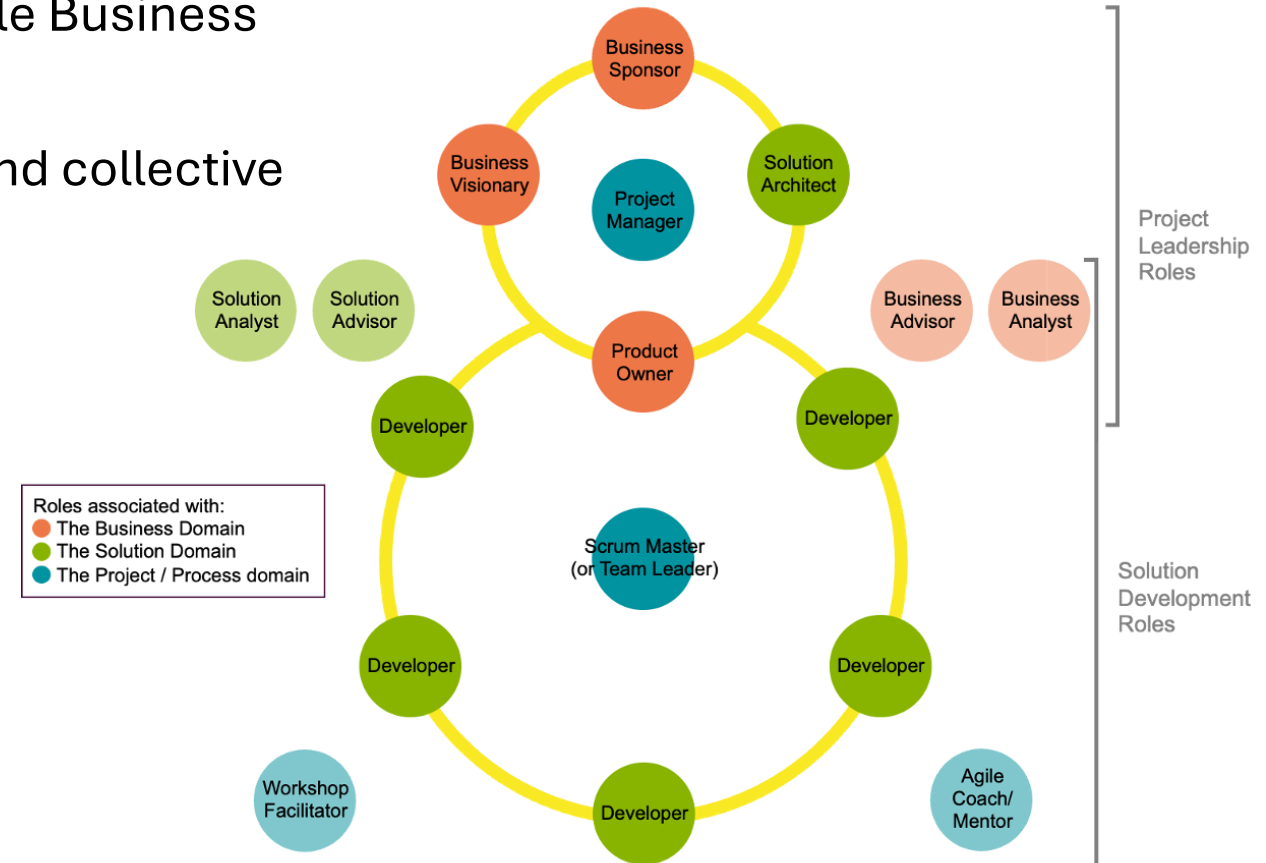 le Business
nd collective
Business
Sponsor
Business
Visionary
Solution
Architect
Project
Manager
Project
Leadership
Roles
Solution
Analyst
Solution
Advisor
Business
Advisor
Business
Analyst
Product
Owner
Developer
Developer
Roles associated with:
The Business Domain
The Solution Domain
The Project / Process domain
Scrum Master
(or Team Leader)
Solution
Development
Roles
Developer
Developer
Workshop
Facilitator
Developer
Agile
Coach/
Mentor